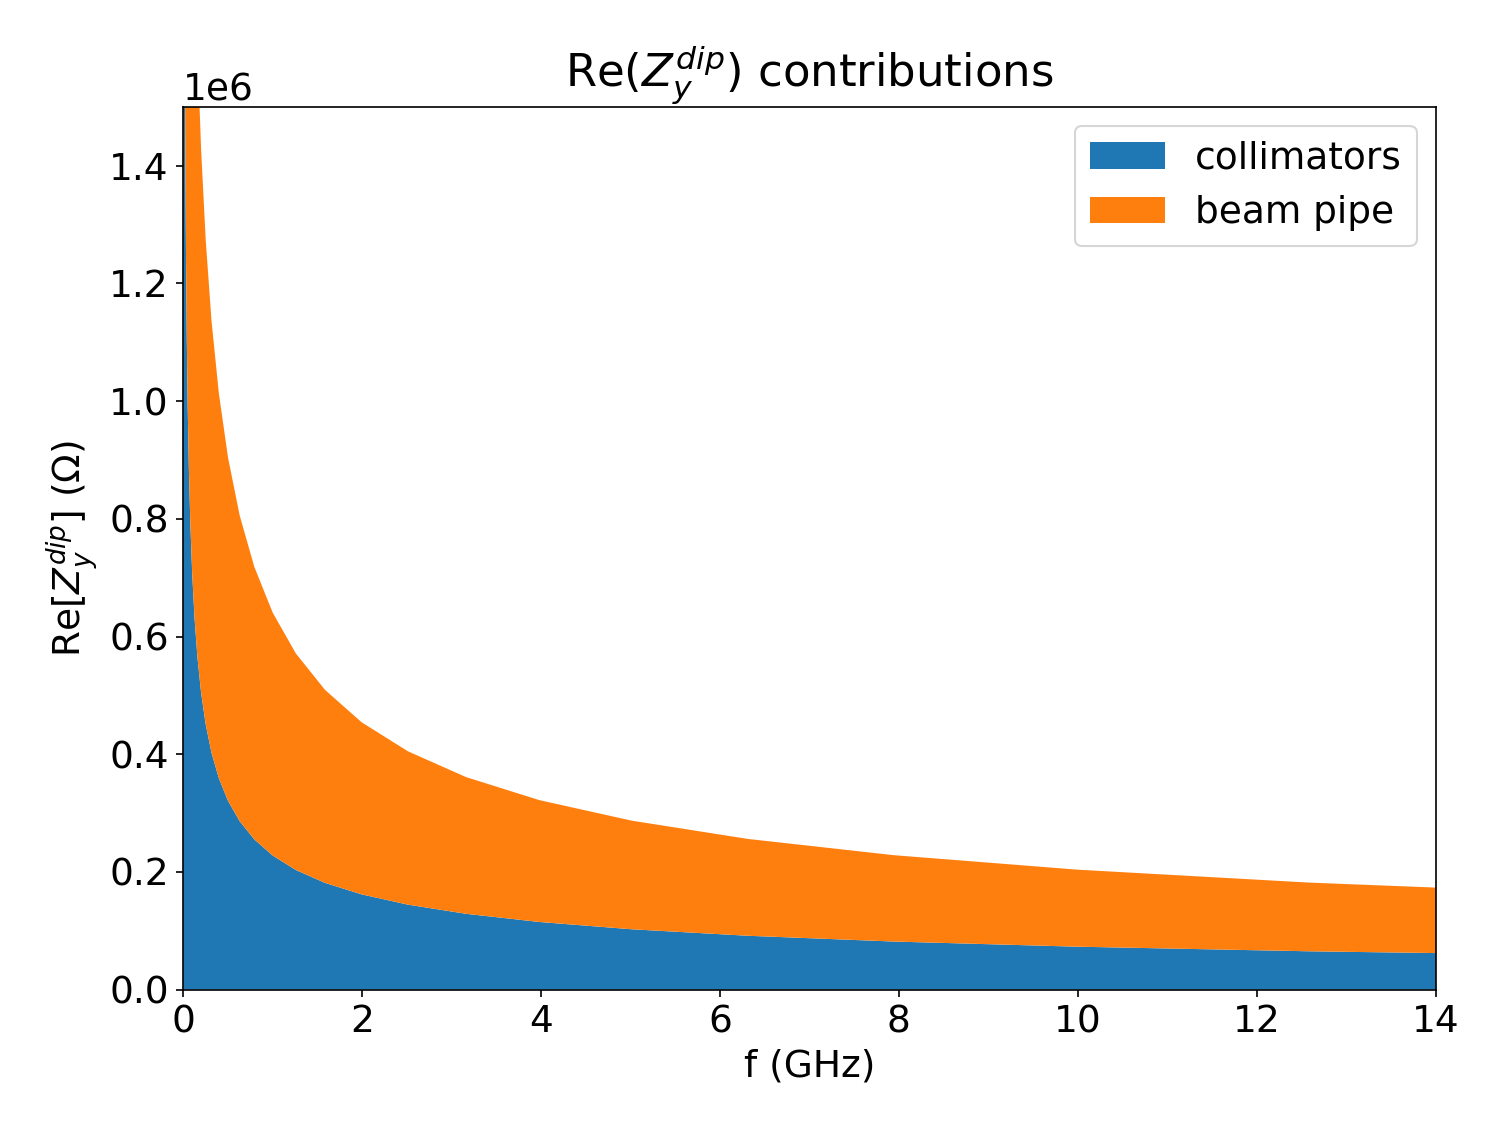 Re(Z_y^{dip}) contributions
1e6
collimators
beam pipe
1.4
1.2
1.0
0.8
0.6
0.4
0.2
0.0
Re[Z_y^{dip}] (Ω)
0 2 4 6 8 10 12 14
f (GHz)